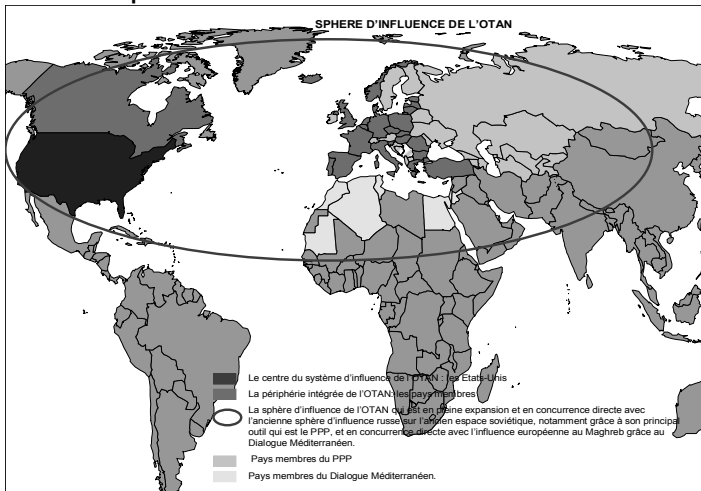 SPHERE D'INFLUENCE DE L'OTAN
Le centre du système d'influence de l'OTAN : les Etats-Unis
La périphérie intégrée de l'OTAN: les pays membres
La sphère d'influence de l'OTAN qui est en pleine expansion et en concurrence directe avec
l'ancienne sphère d'influence russe sur l'ancien espace soviétique, notamment grâce à son principal
outil qui est le PPP, et en concurrence directe avec l'influence européenne au Maghreb grâce au
Dialogue Méditerranéen.
Pays membres du PPP
Pays membres du Dialogue Méditerranéen.